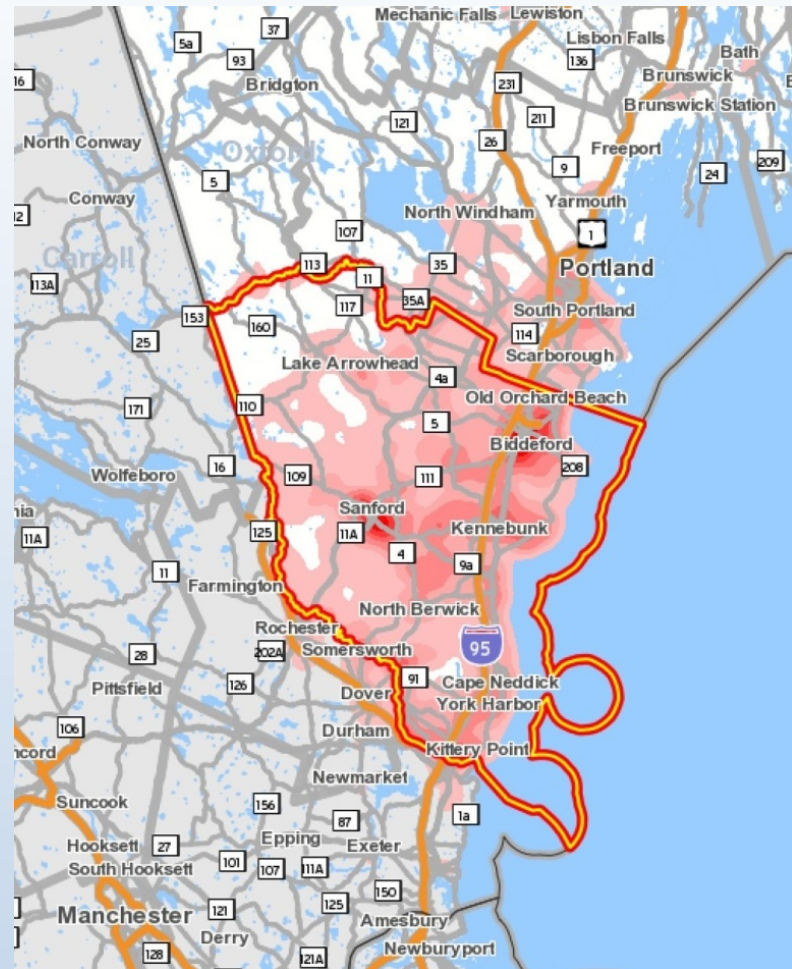 Mechanic Falls
Lewiston
37
5a
Lisbon Falls
93
136
Bath
Brunswick
Bridgton
231
16
Brunswick Station
121
211
26
North Conway
Oxford
Freeport
9
209
24
5
Conway
Yarmouth
North Windham
107
1
Carroll
113
35
Portland
11
113A
35A
117
South Portland
153
160
114
25
Scarborough
Lake Arrowhead
4a
Old Orchard Beach
171
110
5
Biddeford
16
208
Wolfeboro
109
111
Sanford
Kennebunk
125
11A
11A
4
9a
11
Farmington
North Berwick
Rochester
95
28
202A
Somersworth
91
Cape Neddick
Pittsfield
126
Dover
York Harbor
106
Durham
Kittery Point
Newmarket
Suncook
156
1a
87
Hooksett
27
Epping
Exeter
101
South Hooksett
107
111A
150
121
125
Manchester
Amesbury
Derry
Newburyport
128
121A